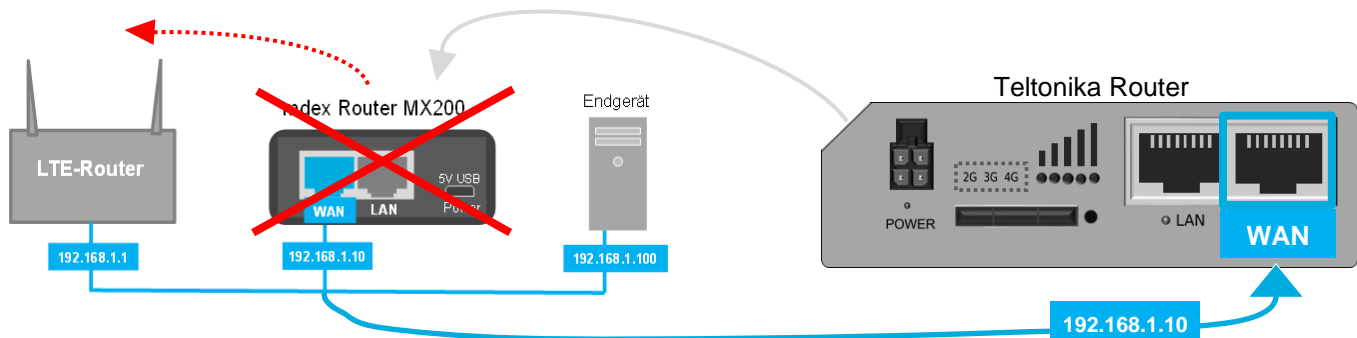 Teltonika Router
mdex Router MX200
Endgerät
LTE-Router
5V USB
Power
WAN
LAN
2G 3G 4G
POWER
LAN
WAN
192.168.1.1
192.168.1.10
192.168.1.100
192.168.1.10